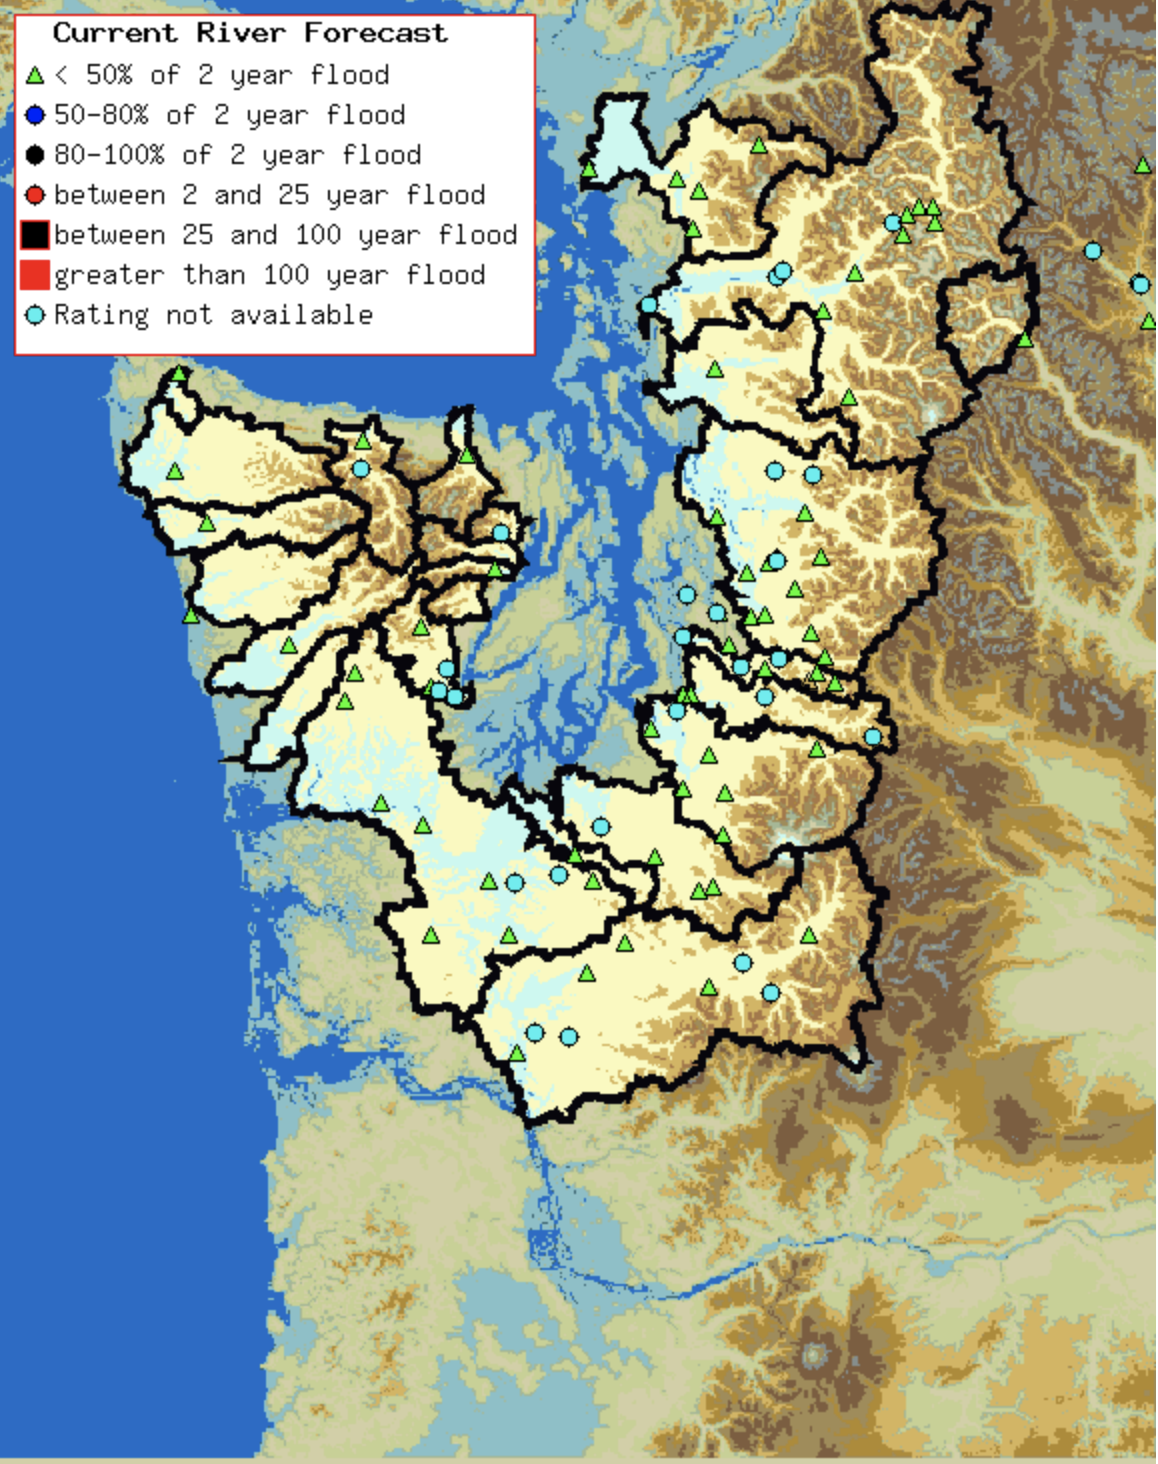 Current River Forecast
< 50% of 2 year flood
50-80% of 2 year flood
80-100% of 2 year flood
between 2 and 25 year flood
between 25 and 100 year flood
greater than 100 year flood
Rating not available